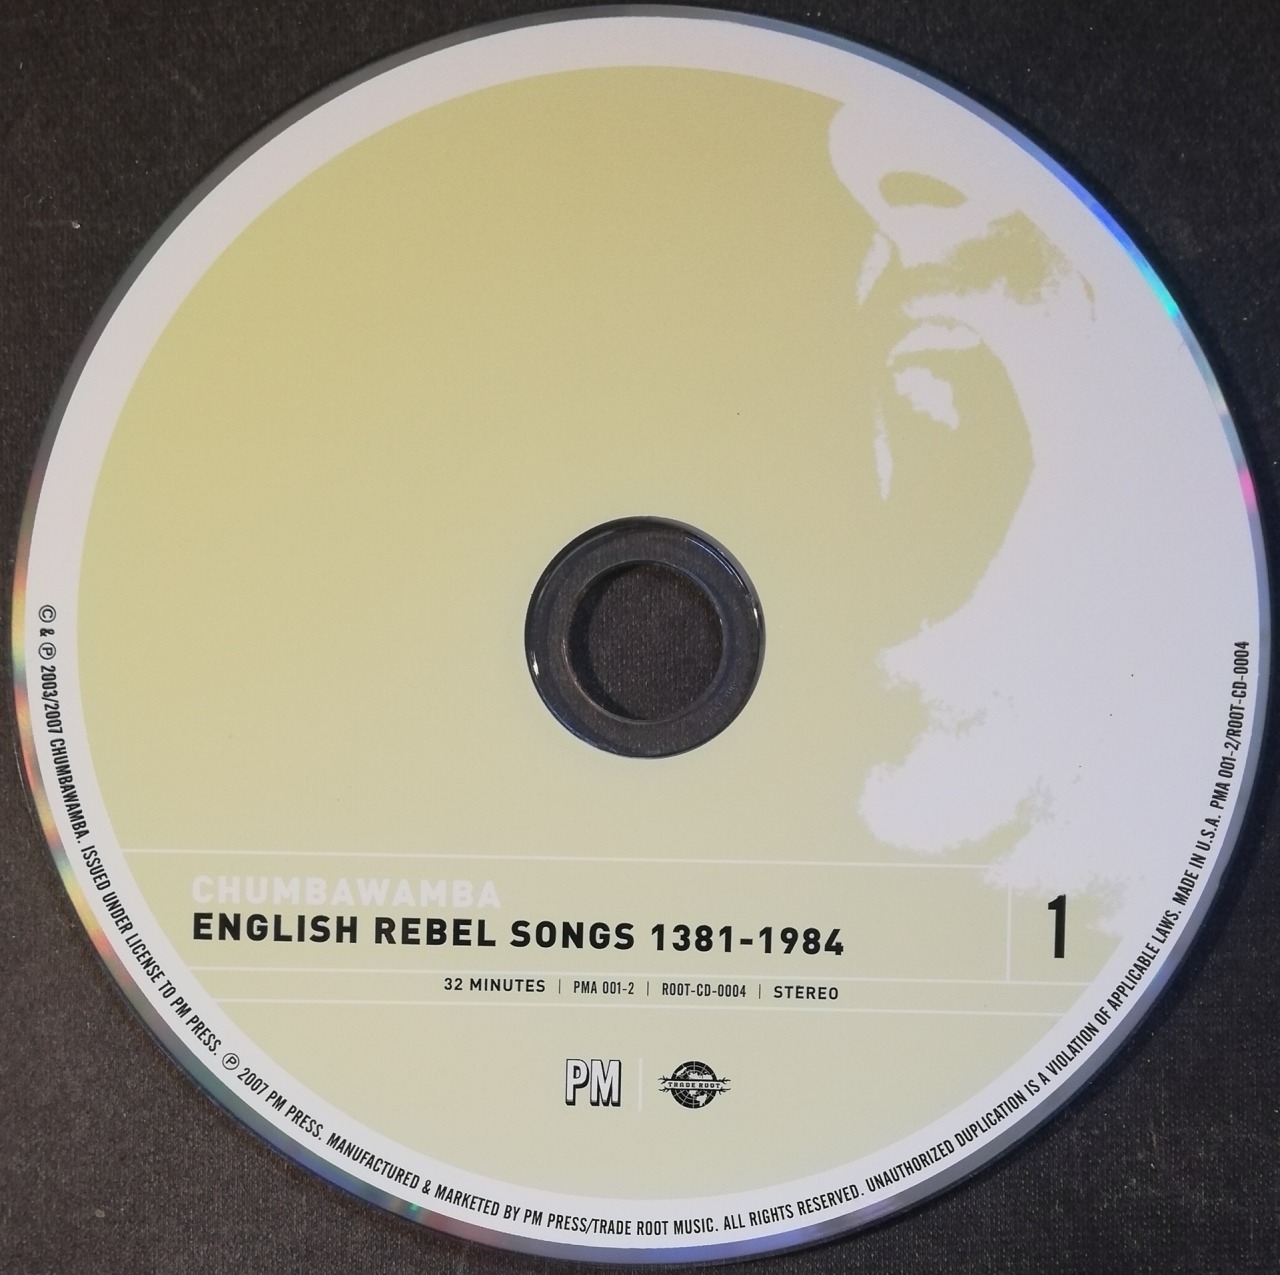 CHUMBAWAMBA
ENGLISH REBEL SONGS 1381-1984
1
32 MINUTES | PMA 001-2 | ROOT-CD-0004 | STEREO
PM
TRADE ROOT
© & ℗ 2003/2007 CHUMBAWAMBA. ISSUED UNDER LICENSE TO PM PRESS. ℗ 2007 PM PRESS. MANUFACTURED & MARKETED BY PM PRESS/TRADE ROOT MUSIC. ALL RIGHTS RESERVED. UNAUTHORIZED DUPLICATION IS A VIOLATION OF APPLICABLE LAWS. MADE IN U.S.A. PMA 001-2/ROOT-CD-0004